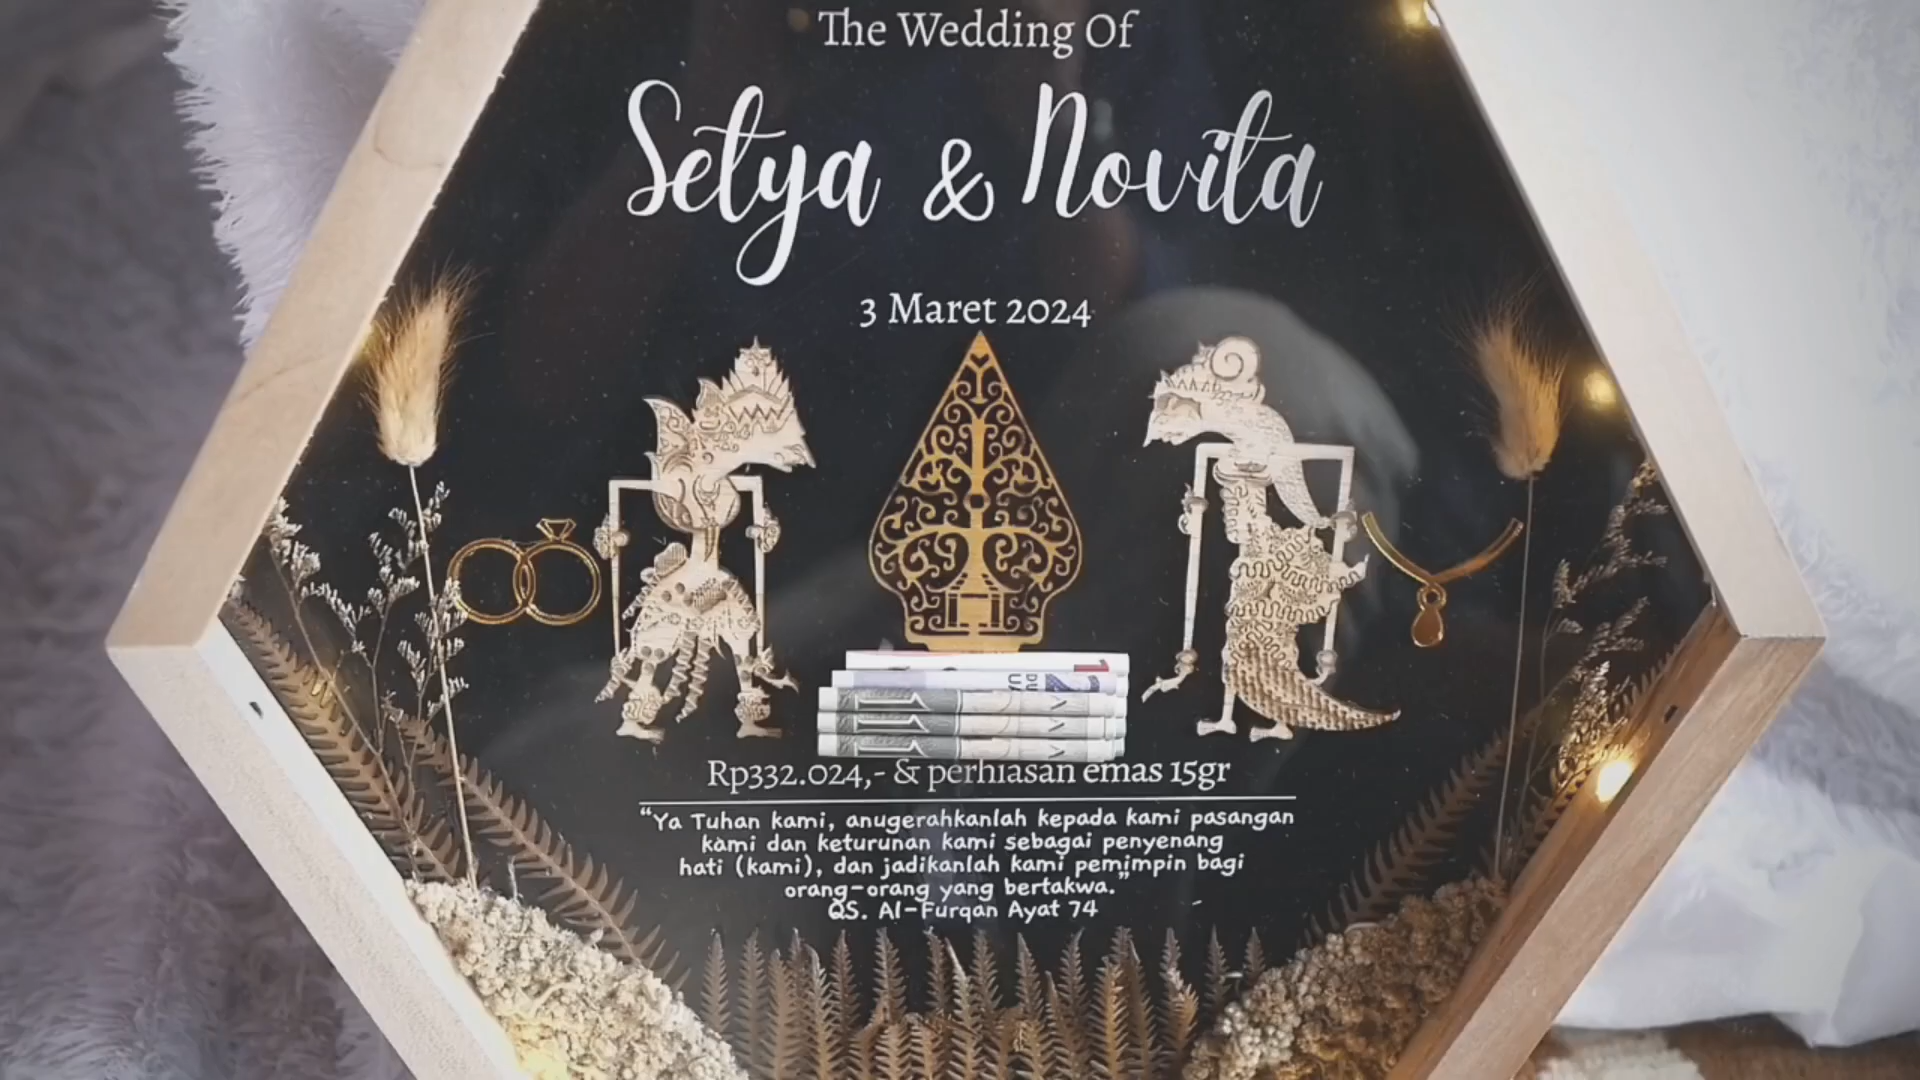 The Wedding Of
Setya & Novita
3 Maret 2024
Rp332.024,- & perhiasan emas 15gr
“Ya Tuhan kami, anugerahkanlah kepada kami pasangan
kami dan keturunan kami sebagai penyenang
hati (kami), dan jadikanlah kami pemimpin bagi
orang-orang yang bertakwa.”
QS. Al-Furqan Ayat 74